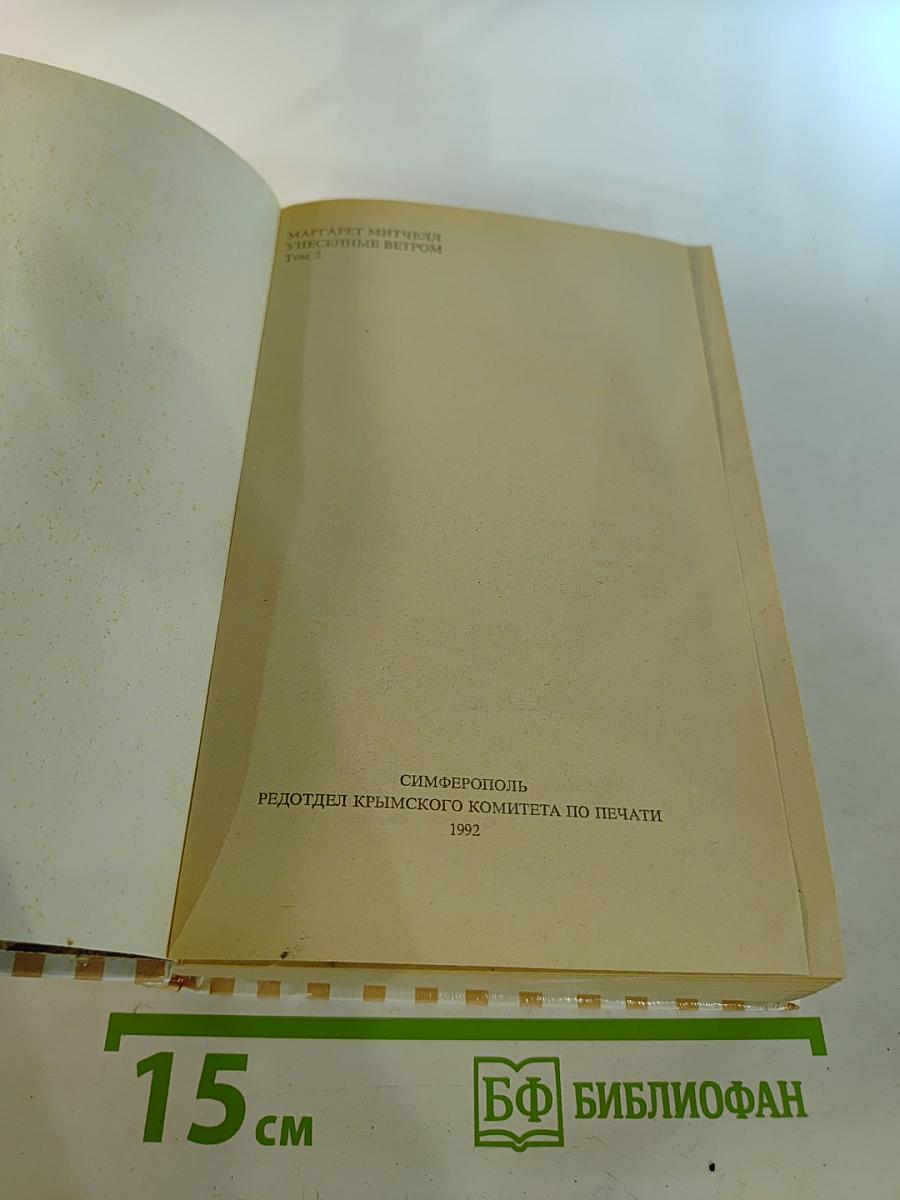 МАРГАРЕТ МИТЧЕЛЛ
УНЕСЕННЫЕ ВЕТРОМ
Том 2
СИМФЕРОПОЛЬ
РЕДОТДЕЛ КРЫМСКОГО КОМИТЕТА ПО ПЕЧАТИ
1992
15 см
БФ БИБЛИОФАН